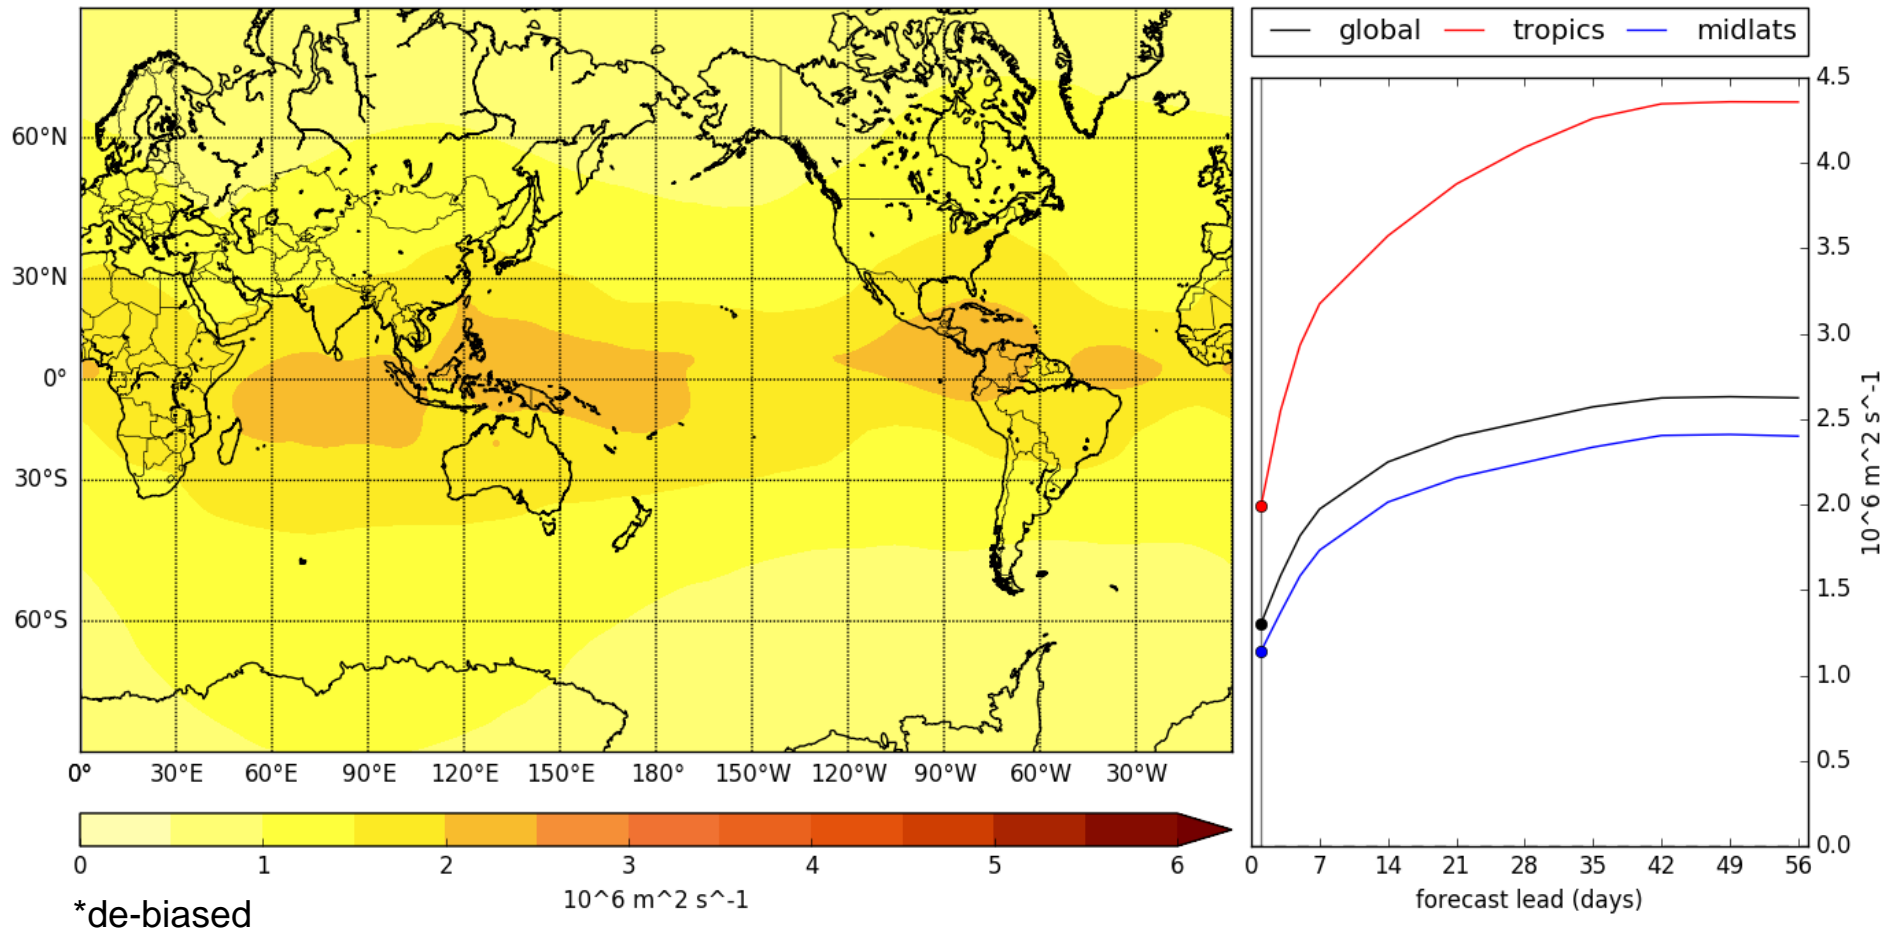 60°N
30°N
0°
30°S
60°S
0° 30°E 60°E 90°E 120°E 150°E 180° 150°W 120°W 90°W 60°W 30°W
0 1 2 3 4 5 6
10^6 m^2 s^-1
*de-biased
global tropics midlats
4.5
4.0
3.5
3.0
2.5
2.0
1.5
1.0
0.5
0.0
10^6 m^2 s^-1
0 7 14 21 28 35 42 49 56
forecast lead (days)